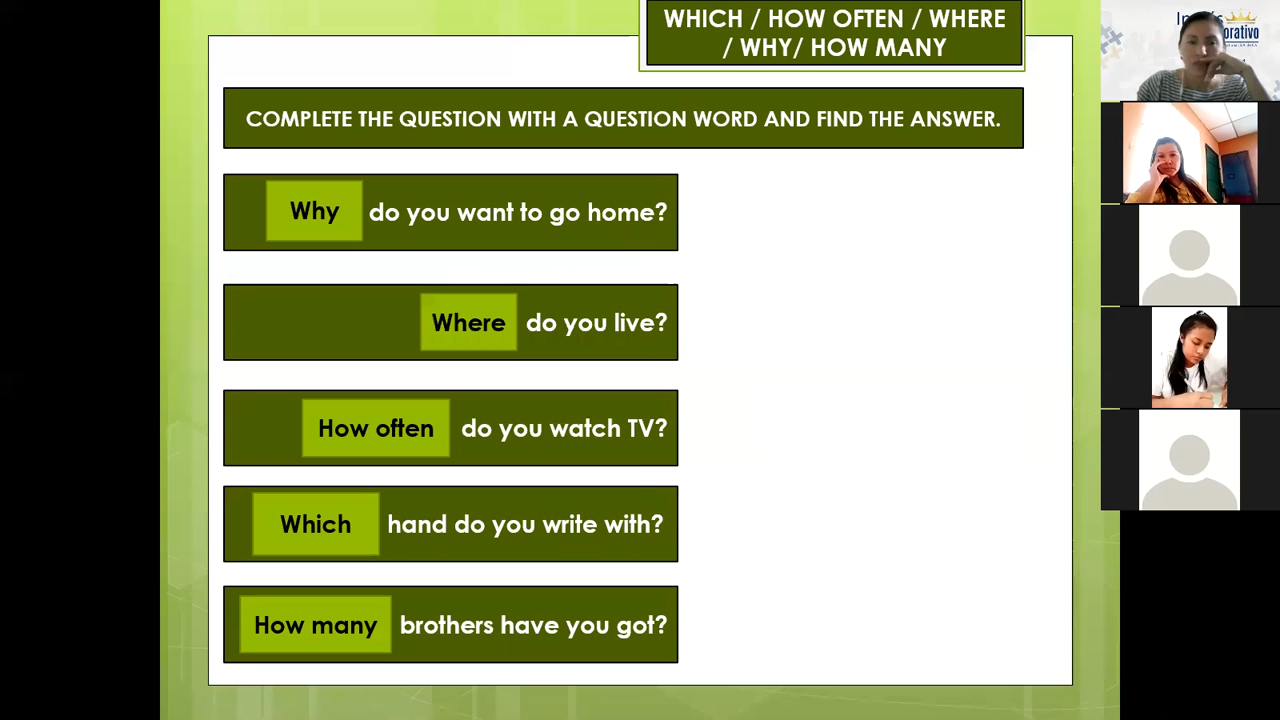 WHICH / HOW OFTEN / WHERE
/ WHY/ HOW MANY
COMPLETE THE QUESTION WITH A QUESTION WORD AND FIND THE ANSWER.
Why do you want to go home?
Where do you live?
How often do you watch TV?
Which hand do you write with?
How many brothers have you got?